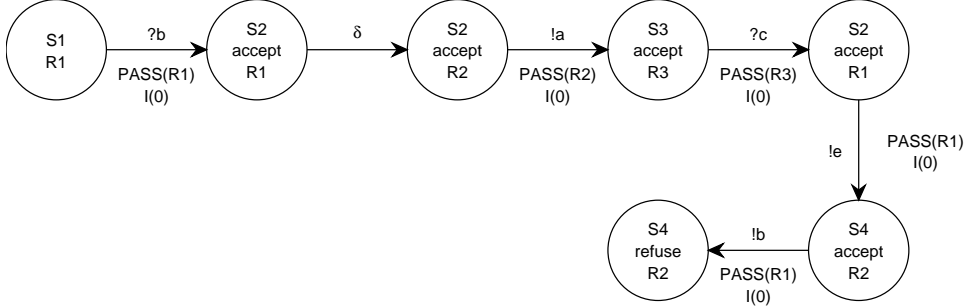 S1
R1
?b
PASS(R1)
I(0)
S2
accept
R1
δ
S2
accept
R2
!a
PASS(R2)
I(0)
S3
accept
R3
?c
PASS(R3)
I(0)
S2
accept
R1
!e
PASS(R1)
I(0)
S4
accept
R2
!b
PASS(R1)
I(0)
S4
refuse
R2